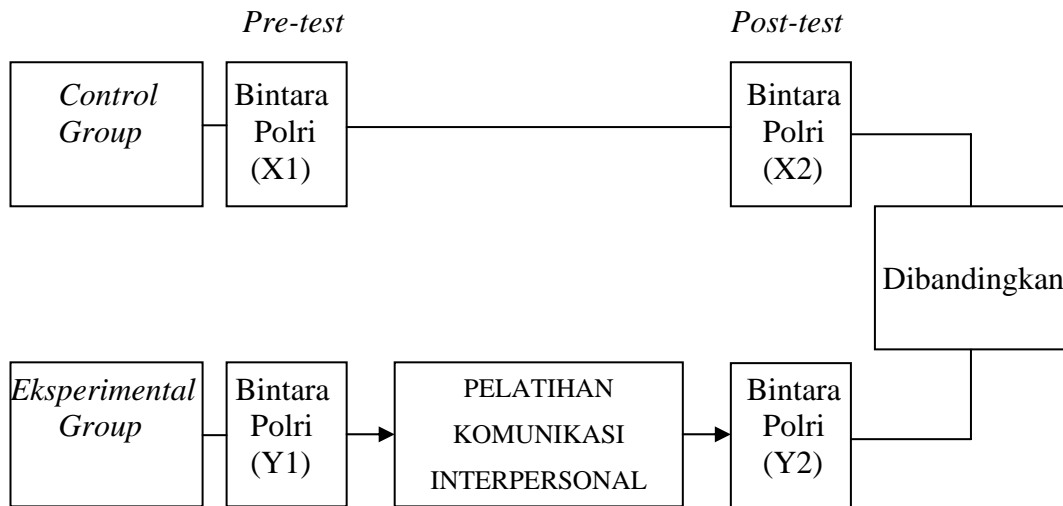 Pre-test
Post-test
Control
Group
Bintara
Polri
(X1)
Bintara
Polri
(X2)
Dibandingkan
Eksperimental
Group
Bintara
Polri
(Y1)
PELATIHAN
KOMUNIKASI
INTERPERSONAL
Bintara
Polri
(Y2)